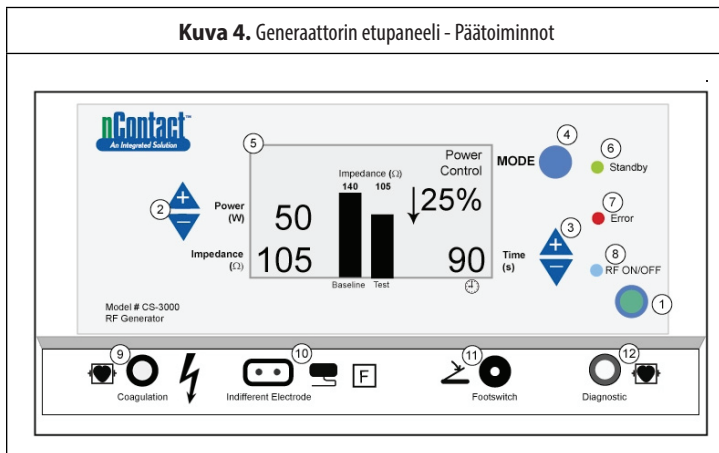 Kuva 4. Generaattorin etupaneeli - Päätoiminnot
nContact™
An Integrated Solution
5
4
6
2
7
3
8
1
MODE
Standby
Error
RF ON/OFF
Power
(W)
50
Impedance
(Ω)
105
Impedance (Ω)
140 105
Baseline Test
Power
Control
↓25%
90
Time
(s)
Model # CS-3000
RF Generator
9
10
11
12
Coagulation
Indifferent Electrode
F
Footswitch
Diagnostic